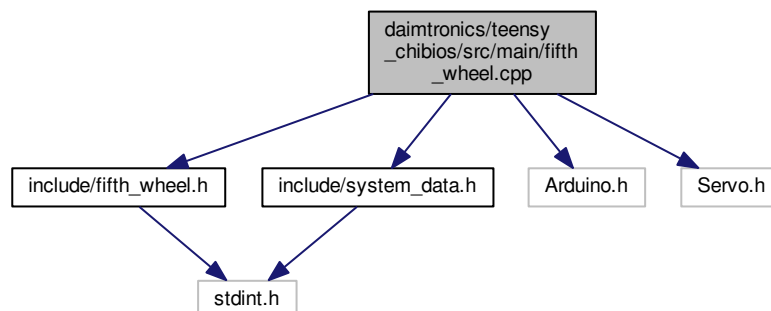 daimtronics/teensy
_chibios/src/main/fifth
_wheel.cpp
include/fifth_wheel.h
include/system_data.h
Arduino.h
Servo.h
stdint.h